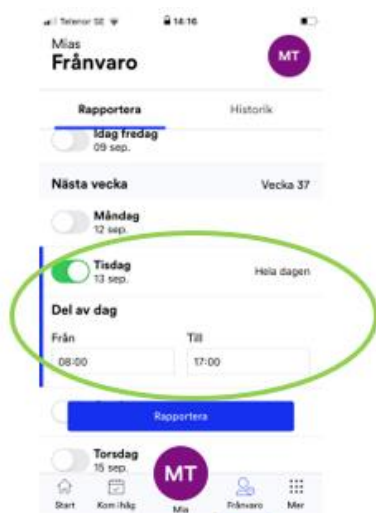 Telenor SE 14:16
Mias
Frånvaro
MT
Rapportera Historik
Idag fredag
09 sep.
Nästa vecka Vecka 37
Måndag
12 sep.
Tisdag Hela dagen
13 sep.
Del av dag
Från Till
08:00 17:00
Rapportera
Torsdag
15 sep.
MT
Start Kom ihåg Mia Frånvaro Mer